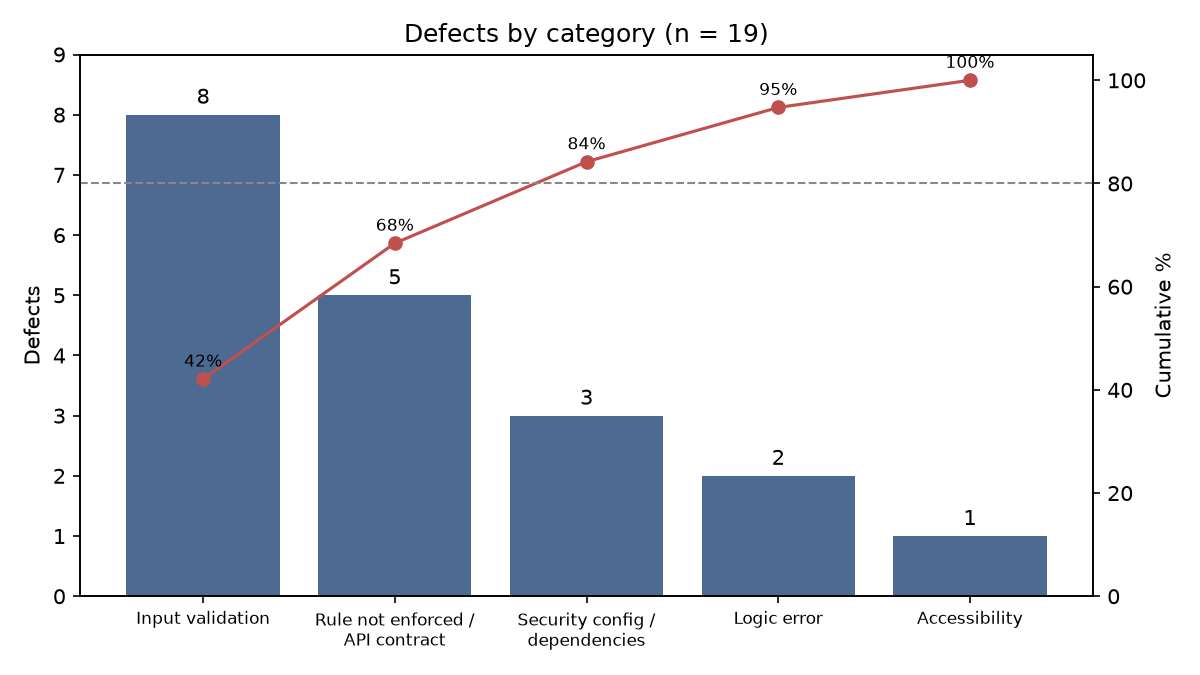 Defects by category (n = 19)
9
8
7
6
5
4
3
2
1
0
Defects
8
5
3
2
1
42%
68%
84%
95%
100%
100
80
60
40
20
0
Cumulative %
Input validation
Rule not enforced /
API contract
Security config /
dependencies
Logic error
Accessibility